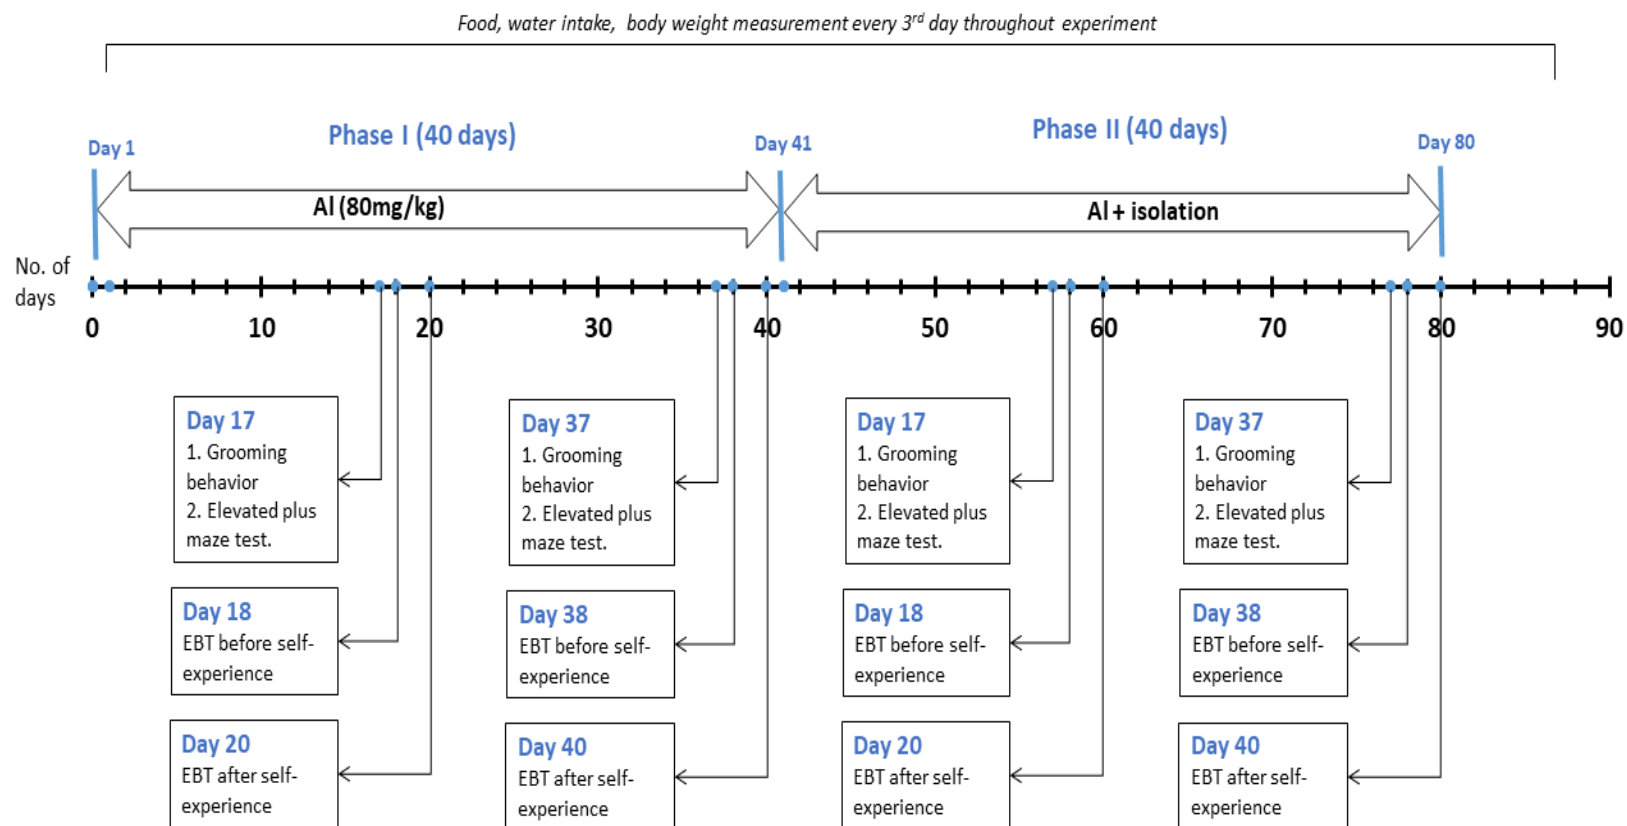 Food, water intake, body weight measurement every 3rd day throughout experiment
Phase I (40 days)
Phase II (40 days)
Day 1
Day 41
Day 80
Al (80mg/kg)
Al + isolation
No. of
days
0 10 20 30 40 50 60 70 80 90
Day 17
1. Grooming
behavior
2. Elevated plus
maze test.
Day 18
EBT before self-
experience
Day 20
EBT after self-
experience
Day 37
1. Grooming
behavior
2. Elevated plus
maze test.
Day 38
EBT before self-
experience
Day 40
EBT after self-
experience
Day 17
1. Grooming
behavior
2. Elevated plus
maze test.
Day 18
EBT before self-
experience
Day 20
EBT after self-
experience
Day 37
1. Grooming
behavior
2. Elevated plus
maze test.
Day 38
EBT before self-
experience
Day 40
EBT after self-
experience